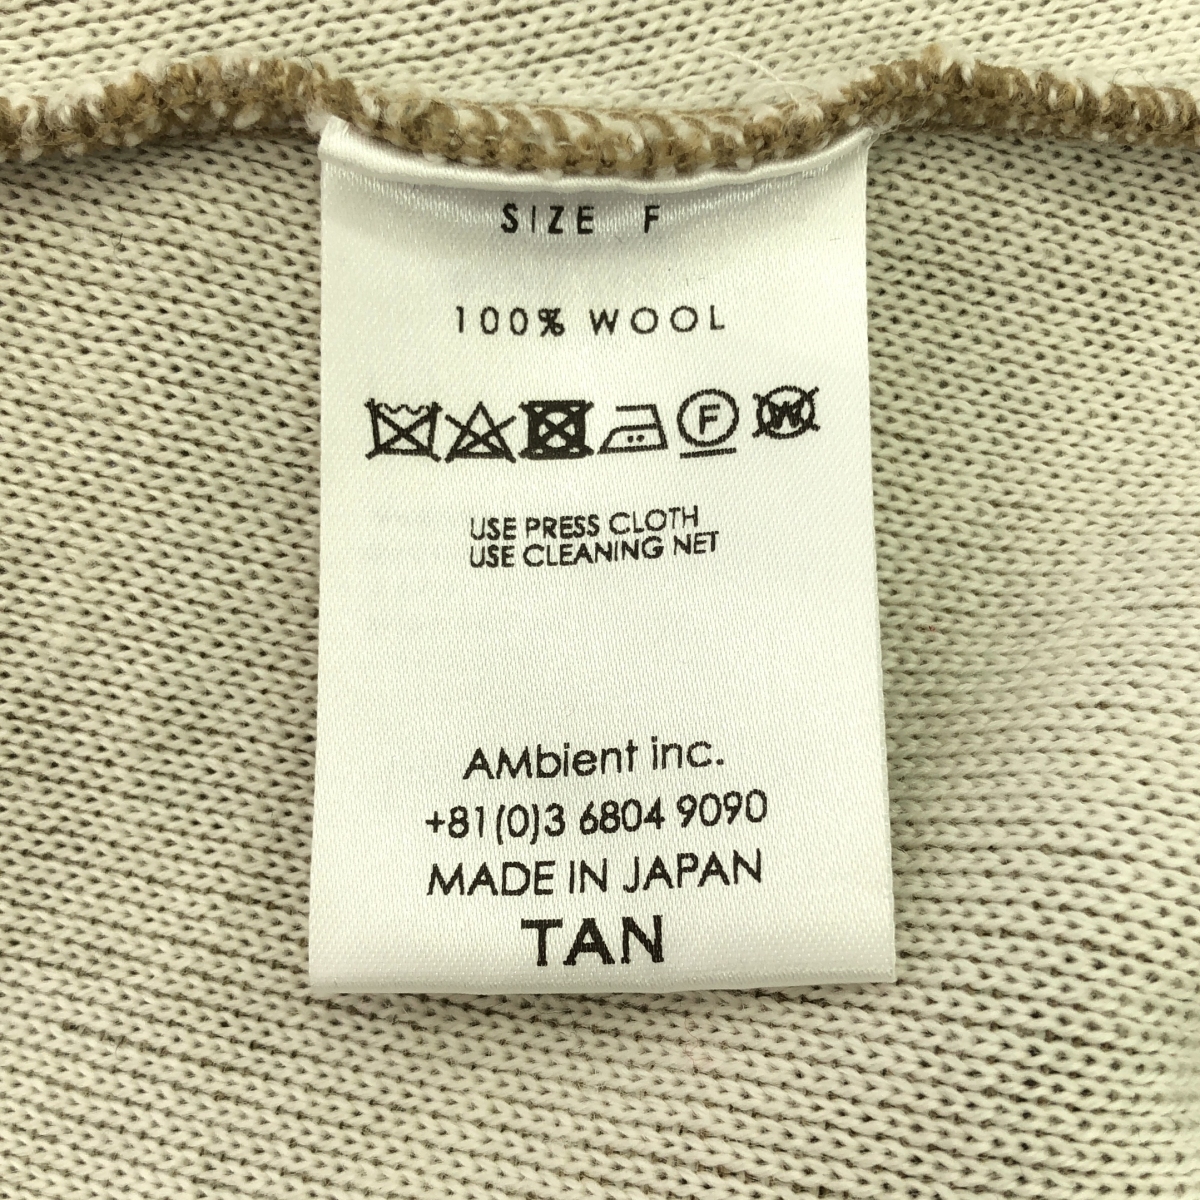 SIZE F
100% WOOL
F W
USE PRESS CLOTH
USE CLEANING NET
AMbient inc.
+81(0)3 6804 9090
MADE IN JAPAN
TAN